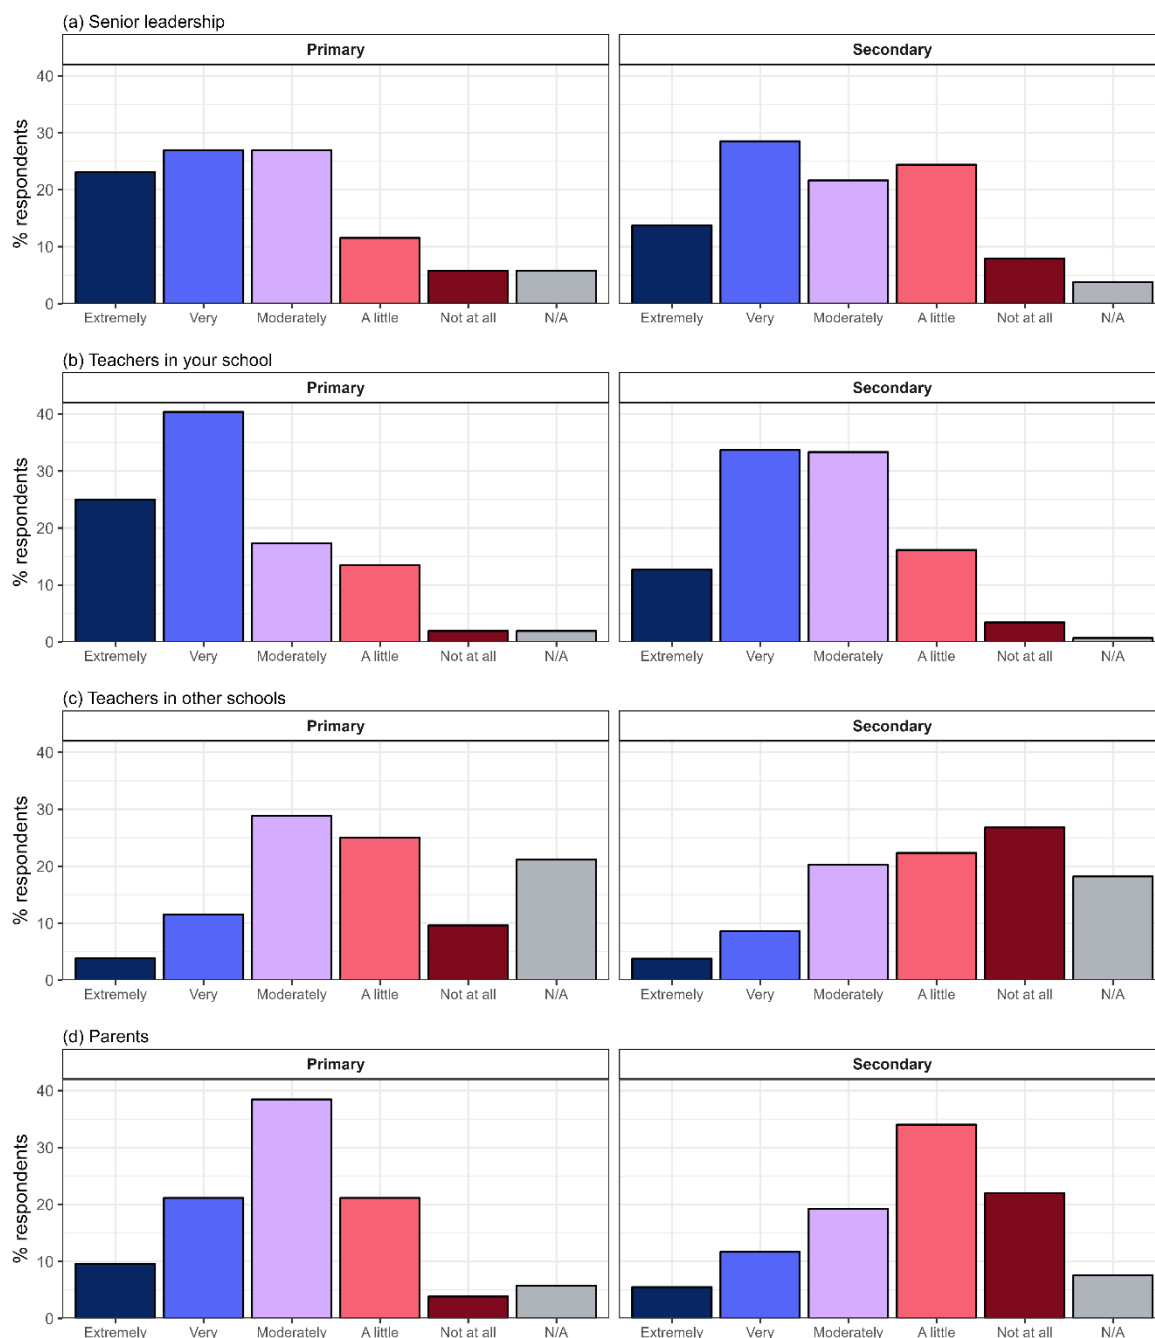 (a) Senior leadership
Primary
Secondary
% respondents
40
30
20
10
0
Extremely Very Moderately A little Not at all N/A
Extremely Very Moderately A little Not at all N/A
(b) Teachers in your school
Primary
Secondary
% respondents
40
30
20
10
0
Extremely Very Moderately A little Not at all N/A
Extremely Very Moderately A little Not at all N/A
(c) Teachers in other schools
Primary
Secondary
% respondents
40
30
20
10
0
Extremely Very Moderately A little Not at all N/A
Extremely Very Moderately A little Not at all N/A
(d) Parents
Primary
Secondary
% respondents
40
30
20
10
0
Extremely Very Moderately A little Not at all N/A
Extremely Very Moderately A little Not at all N/A